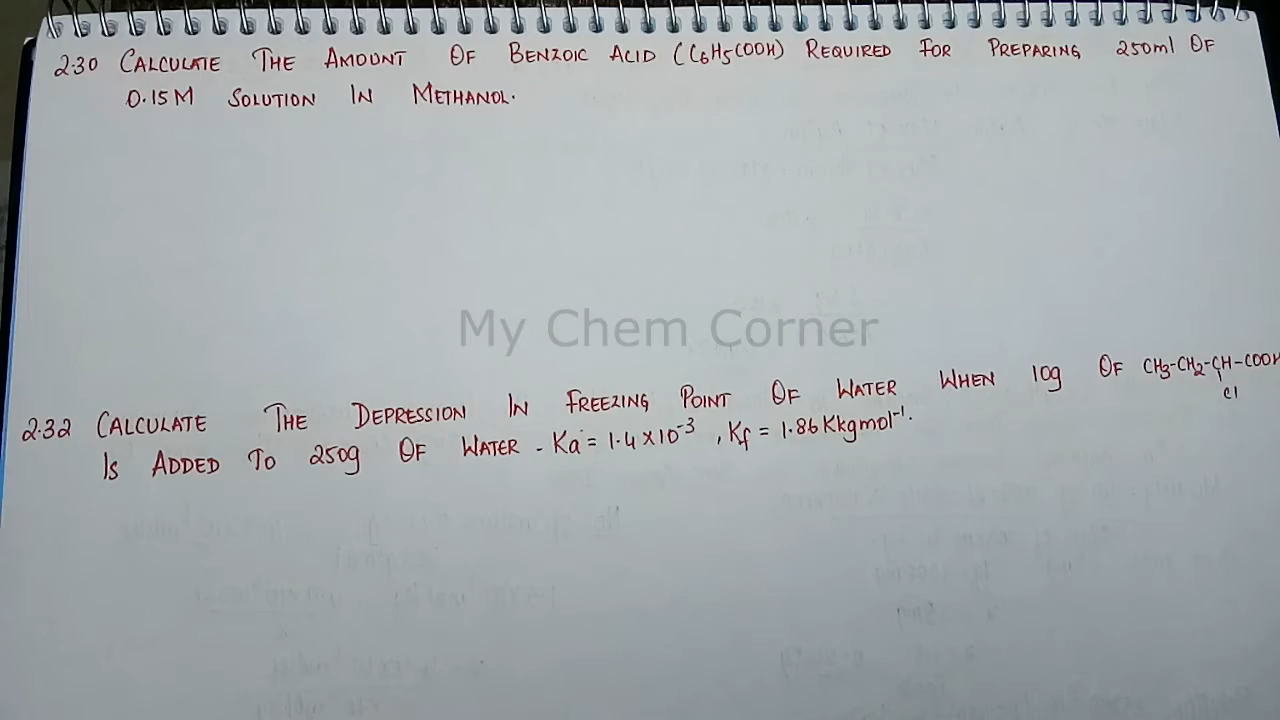 2.30 CALCULATE THE AMOUNT OF BENZOIC ACID (C6H5COOH) REQUIRED FOR PREPARING 250ml OF
0.15M SOLUTION IN METHANOL.
My Chem Corner
2.32 CALCULATE THE DEPRESSION IN FREEZING POINT OF WATER WHEN 10g OF CH3-CH2-CH-COOH
Cl
IS ADDED TO 250g OF WATER. Ka = 1.4 X 10⁻³, Kf = 1.86 K kg mol⁻¹.